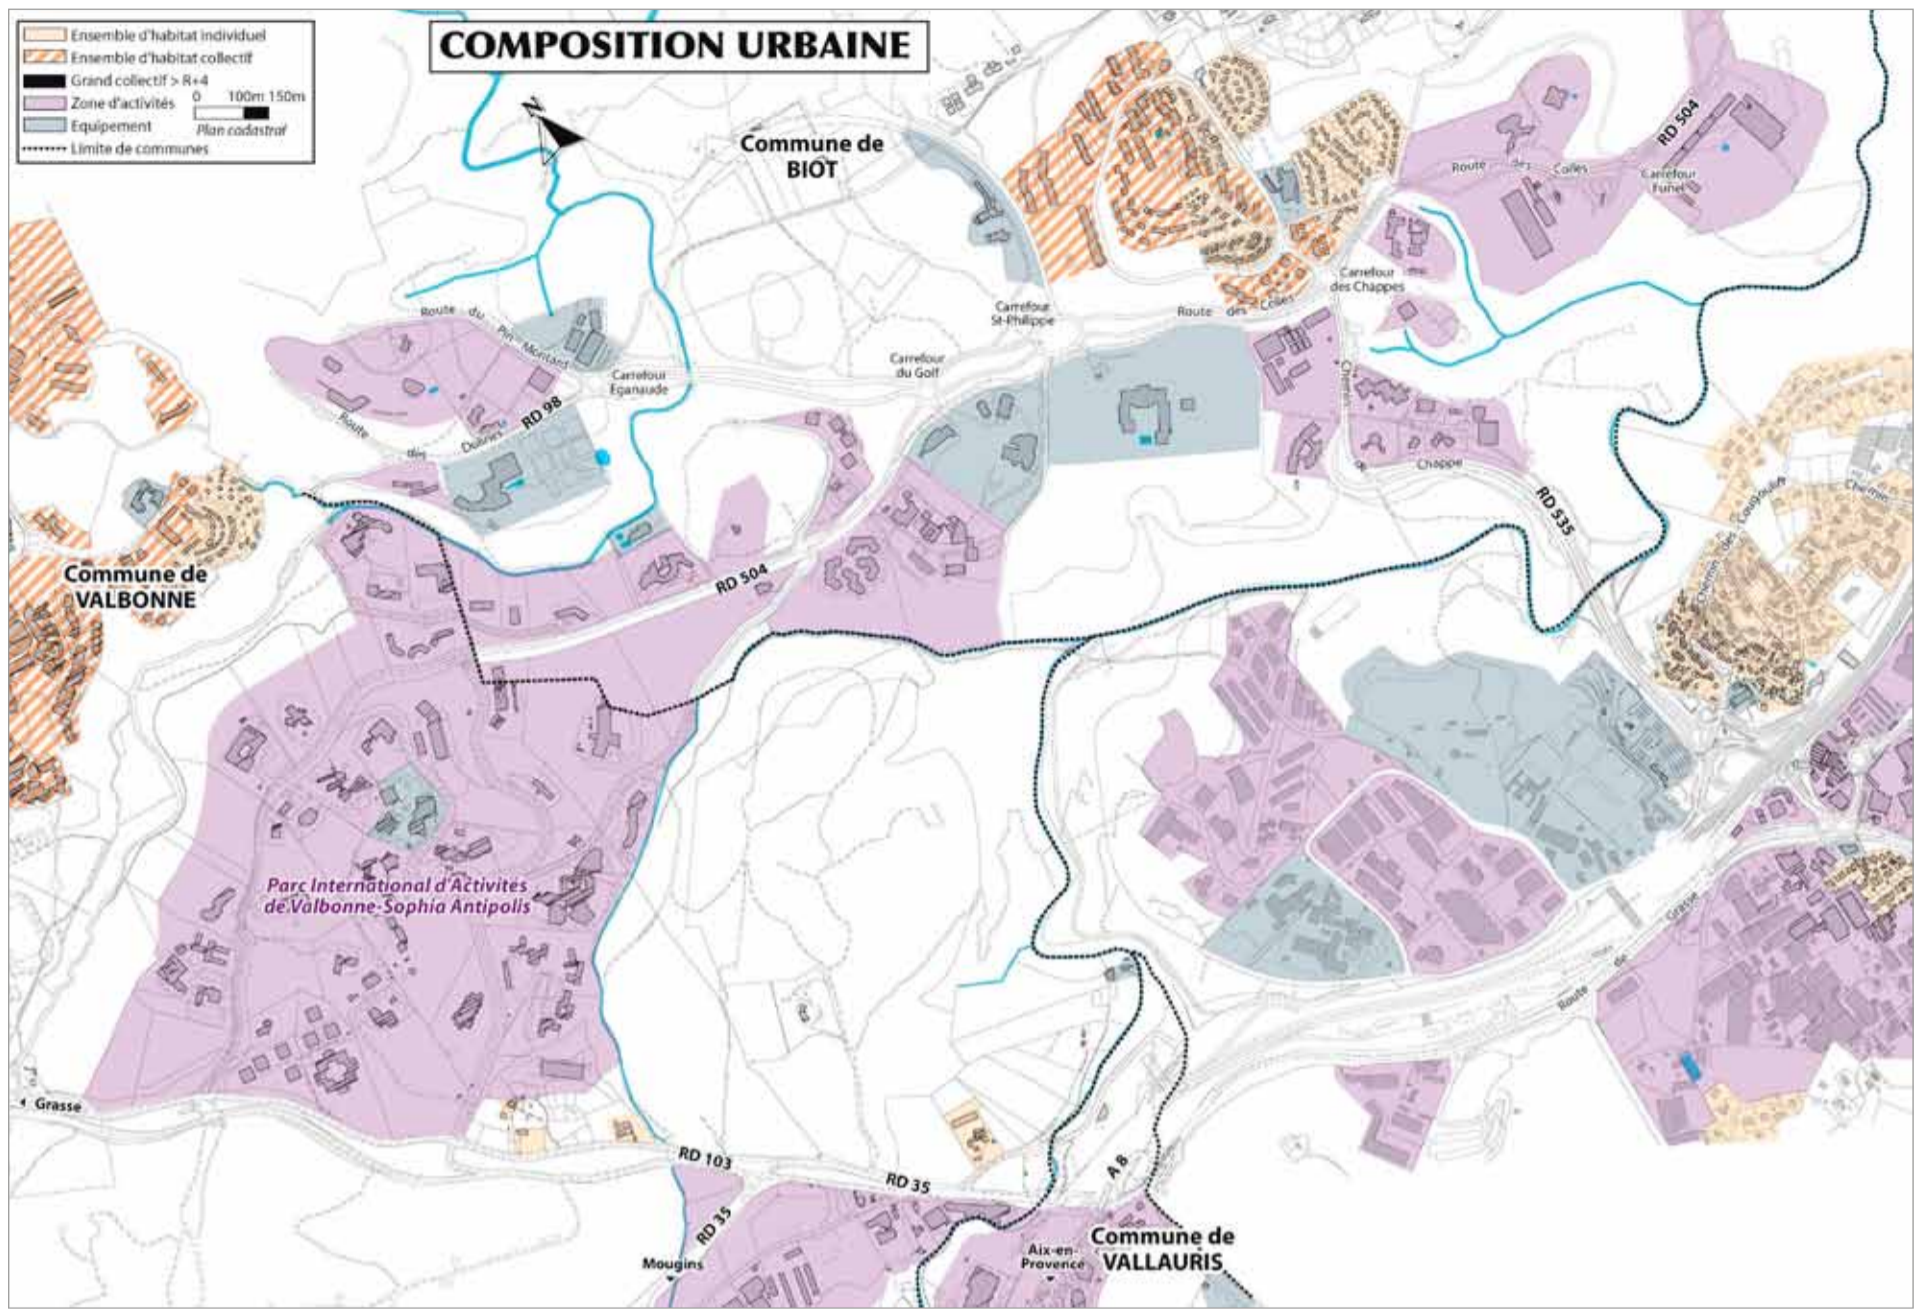 COMPOSITION URBAINE
Ensemble d'habitat individuel
Ensemble d'habitat collectif
Grand collectif > R+4
Zone d'activités
Equipement
Limite de communes
0 100m 150m
Plan cadastral
N
Commune de
BIOT
RD 504
Route des Colles
Carrefour
Funel
Carrefour
des Chappes
Carrefour
St-Philippe
Route des Colles
Route du Pin Montard
Carrefour
Eganaude
Carrefour
du Golf
Route des Dolines
RD 98
Chemin de Chappe
RD 535
Chemin des
Chemin
Commune de
VALBONNE
RD 504
Parc International d'Activités
de Valbonne-Sophia Antipolis
Route de Grasse
Grasse
RD 103
RD 35
A 8
RD 35
Mougins
Aix-en-
Provence
Commune de
VALLAURIS